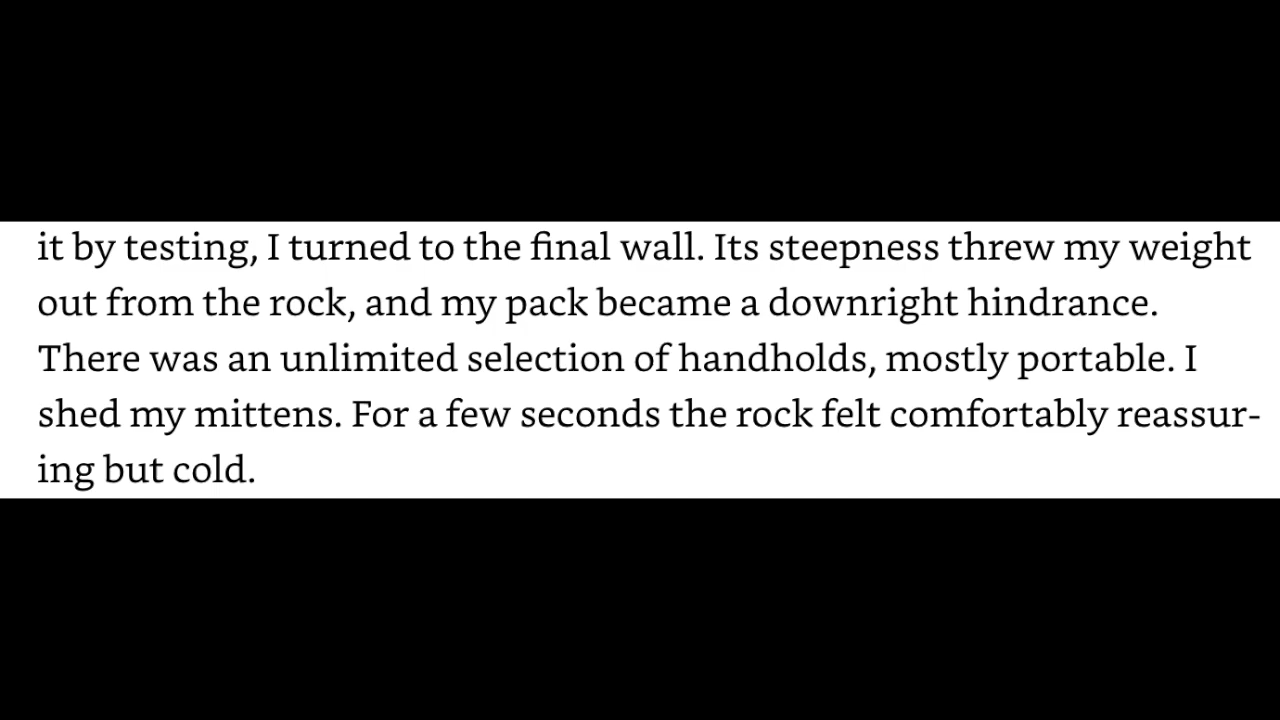 it by testing, I turned to the final wall. Its steepness threw my weight
out from the rock, and my pack became a downright hindrance.
There was an unlimited selection of handholds, mostly portable. I
shed my mittens. For a few seconds the rock felt comfortably reassur-
ing but cold.